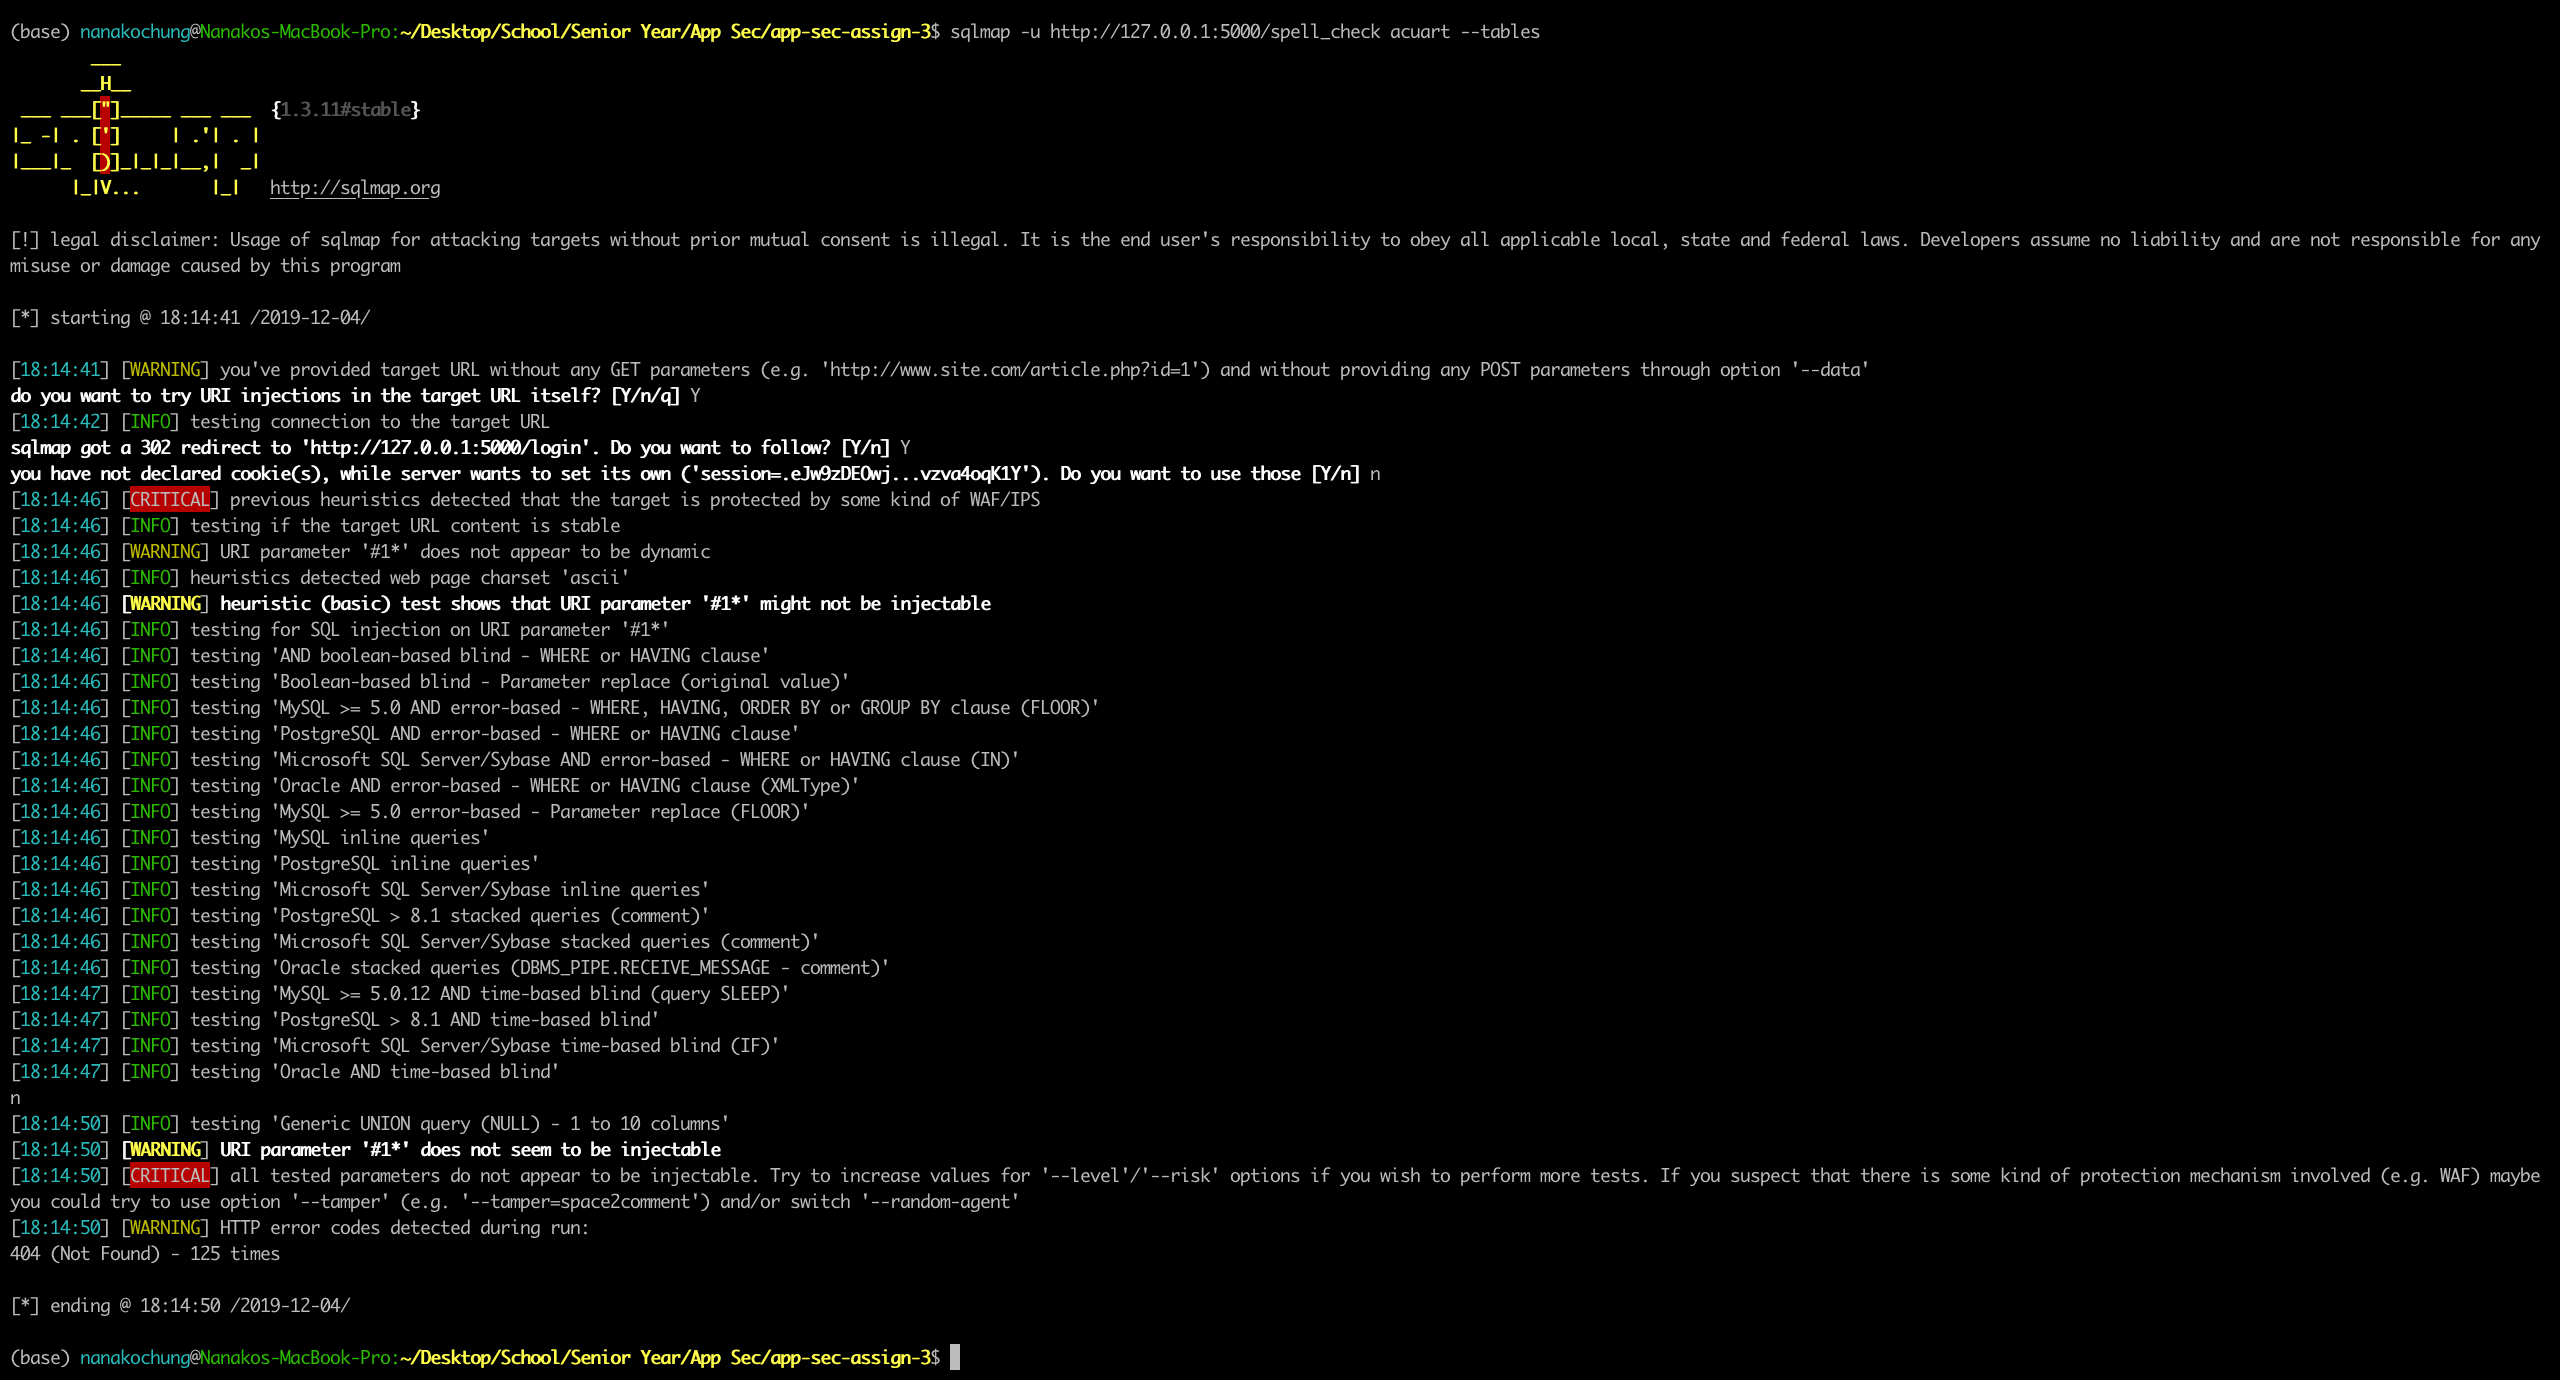 (base) nanakochung@Nanakos-MacBook-Pro:~/Desktop/School/Senior Year/App Sec/app-sec-assign-3$ sqlmap -u http://127.0.0.1:5000/spell_check acuart --tables
        ___
       __H__
 ___ ___["]_____ ___ ___  {1.3.11#stable}
|_ -| . [']     | .'| . |
|___|_  [)]_|_|_|__,|  _|
      |_|V...       |_|   http://sqlmap.org
[!] legal disclaimer: Usage of sqlmap for attacking targets without prior mutual consent is illegal. It is the end user's responsibility to obey all applicable local, state and federal laws. Developers assume no liability and are not responsible for any
misuse or damage caused by this program
[*] starting @ 18:14:41 /2019-12-04/
[18:14:41] [WARNING] you've provided target URL without any GET parameters (e.g. 'http://www.site.com/article.php?id=1') and without providing any POST parameters through option '--data'
do you want to try URI injections in the target URL itself? [Y/n/q] Y
[18:14:42] [INFO] testing connection to the target URL
sqlmap got a 302 redirect to 'http://127.0.0.1:5000/login'. Do you want to follow? [Y/n] Y
you have not declared cookie(s), while server wants to set its own ('session=.eJw9zDEOwj...vzva4oqK1Y'). Do you want to use those [Y/n] n
[18:14:46] [CRITICAL] previous heuristics detected that the target is protected by some kind of WAF/IPS
[18:14:46] [INFO] testing if the target URL content is stable
[18:14:46] [WARNING] URI parameter '#1*' does not appear to be dynamic
[18:14:46] [INFO] heuristics detected web page charset 'ascii'
[18:14:46] [WARNING] heuristic (basic) test shows that URI parameter '#1*' might not be injectable
[18:14:46] [INFO] testing for SQL injection on URI parameter '#1*'
[18:14:46] [INFO] testing 'AND boolean-based blind - WHERE or HAVING clause'
[18:14:46] [INFO] testing 'Boolean-based blind - Parameter replace (original value)'
[18:14:46] [INFO] testing 'MySQL >= 5.0 AND error-based - WHERE, HAVING, ORDER BY or GROUP BY clause (FLOOR)'
[18:14:46] [INFO] testing 'PostgreSQL AND error-based - WHERE or HAVING clause'
[18:14:46] [INFO] testing 'Microsoft SQL Server/Sybase AND error-based - WHERE or HAVING clause (IN)'
[18:14:46] [INFO] testing 'Oracle AND error-based - WHERE or HAVING clause (XMLType)'
[18:14:46] [INFO] testing 'MySQL >= 5.0 error-based - Parameter replace (FLOOR)'
[18:14:46] [INFO] testing 'MySQL inline queries'
[18:14:46] [INFO] testing 'PostgreSQL inline queries'
[18:14:46] [INFO] testing 'Microsoft SQL Server/Sybase inline queries'
[18:14:46] [INFO] testing 'PostgreSQL > 8.1 stacked queries (comment)'
[18:14:46] [INFO] testing 'Microsoft SQL Server/Sybase stacked queries (comment)'
[18:14:46] [INFO] testing 'Oracle stacked queries (DBMS_PIPE.RECEIVE_MESSAGE - comment)'
[18:14:47] [INFO] testing 'MySQL >= 5.0.12 AND time-based blind (query SLEEP)'
[18:14:47] [INFO] testing 'PostgreSQL > 8.1 AND time-based blind'
[18:14:47] [INFO] testing 'Microsoft SQL Server/Sybase time-based blind (IF)'
[18:14:47] [INFO] testing 'Oracle AND time-based blind'
n
[18:14:50] [INFO] testing 'Generic UNION query (NULL) - 1 to 10 columns'
[18:14:50] [WARNING] URI parameter '#1*' does not seem to be injectable
[18:14:50] [CRITICAL] all tested parameters do not appear to be injectable. Try to increase values for '--level'/'--risk' options if you wish to perform more tests. If you suspect that there is some kind of protection mechanism involved (e.g. WAF) maybe
you could try to use option '--tamper' (e.g. '--tamper=space2comment') and/or switch '--random-agent'
[18:14:50] [WARNING] HTTP error codes detected during run:
404 (Not Found) - 125 times
[*] ending @ 18:14:50 /2019-12-04/
(base) nanakochung@Nanakos-MacBook-Pro:~/Desktop/School/Senior Year/App Sec/app-sec-assign-3$